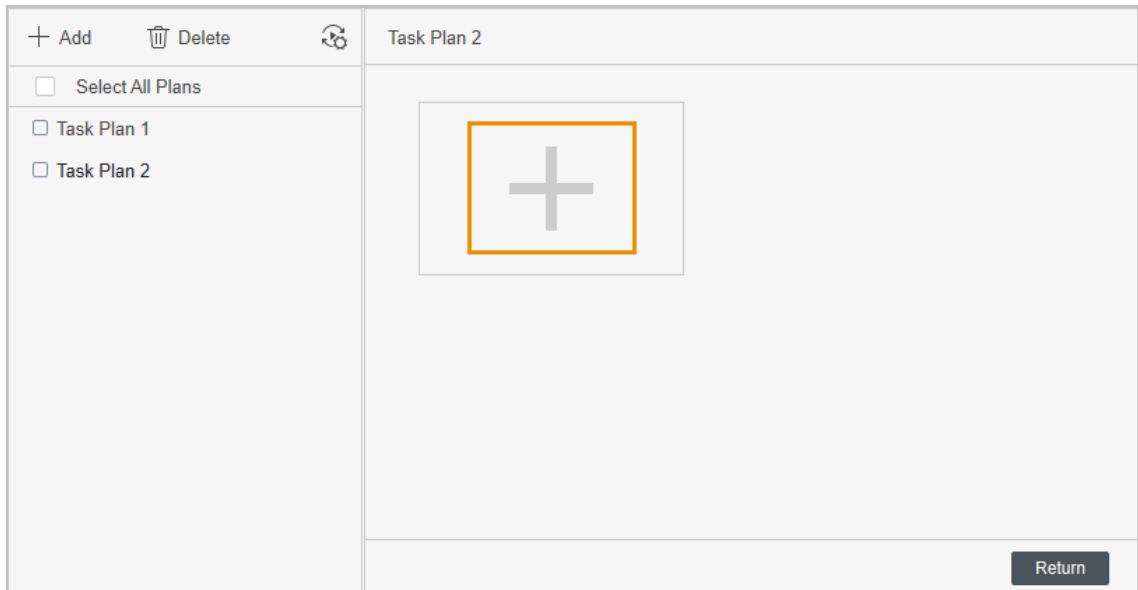 Add Delete
Select All Plans
Task Plan 1
Task Plan 2
Task Plan 2
Return